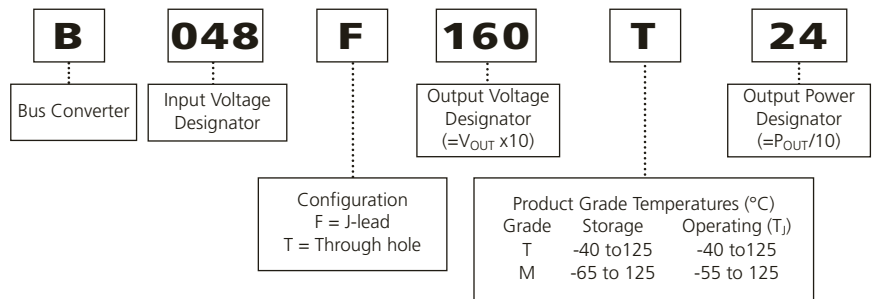 B 048 F 160 T 24
Bus Converter
Input Voltage
Designator
Output Voltage
Designator
(=VOUT x10)
Output Power
Designator
(=POUT/10)
Configuration
F = J-lead
T = Through hole
Product Grade Temperatures (°C)
Grade Storage Operating (TJ)
T -40 to125 -40 to125
M -65 to 125 -55 to 125